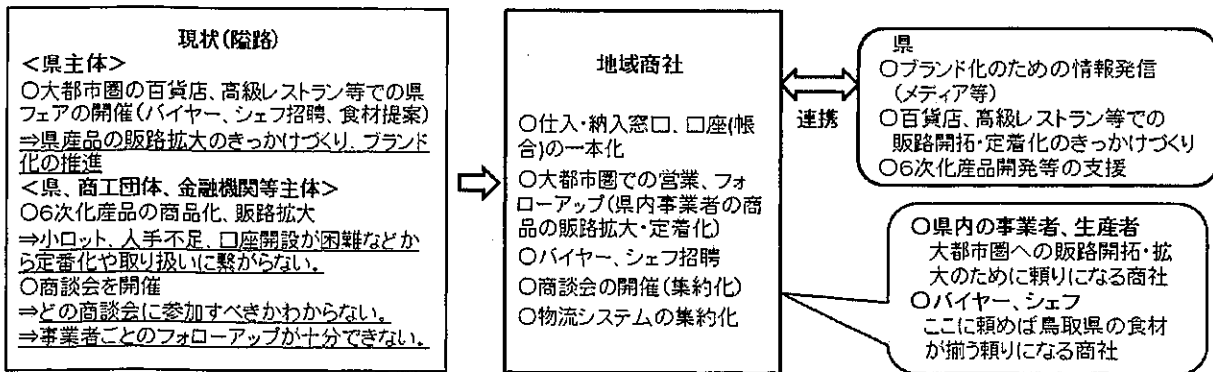 現状(隘路)
<県主体>
○大都市圏の百貨店、高級レストラン等での県
フェアの開催(バイヤー、シェフ招聘、食材提案)
⇒県産品の販路拡大のきっかけづくり、ブランド
化の推進
<県、商工団体、金融機関等主体>
○6次化産品の商品化、販路拡大
⇒小ロット、人手不足、口座開設が困難などか
ら定番化や取り扱いに繋がらない。
○商談会を開催
⇒どの商談会に参加すべきかわからない。
⇒事業者ごとのフォローアップが十分できない。
地域商社
○仕入・納入窓口、口座(帳
合)の一本化
○大都市圏での営業、フォ
ローアップ(県内事業者の商
品の販路拡大・定着化)
○バイヤー、シェフ招聘
○商談会の開催(集約化)
○物流システムの集約化
連携
県
○ブランド化のための情報発信
(メディア等)
○百貨店、高級レストラン等での
販路開拓・定着化のきっかけづくり
○6次化産品開発等の支援
○県内の事業者、生産者
大都市圏への販路開拓・拡
大のために頼りになる商社
○バイヤー、シェフ
ここに頼めば鳥取県の食材
が揃う頼りになる商社